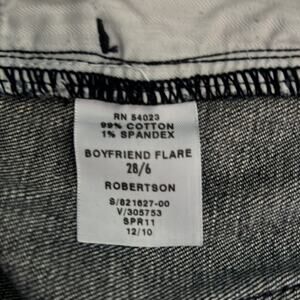 RN 54023
99% COTTON
1% SPANDEX
BOYFRIEND FLARE
28/6
ROBERTSON
S/821627-00
V/305753
SPR11
12/10